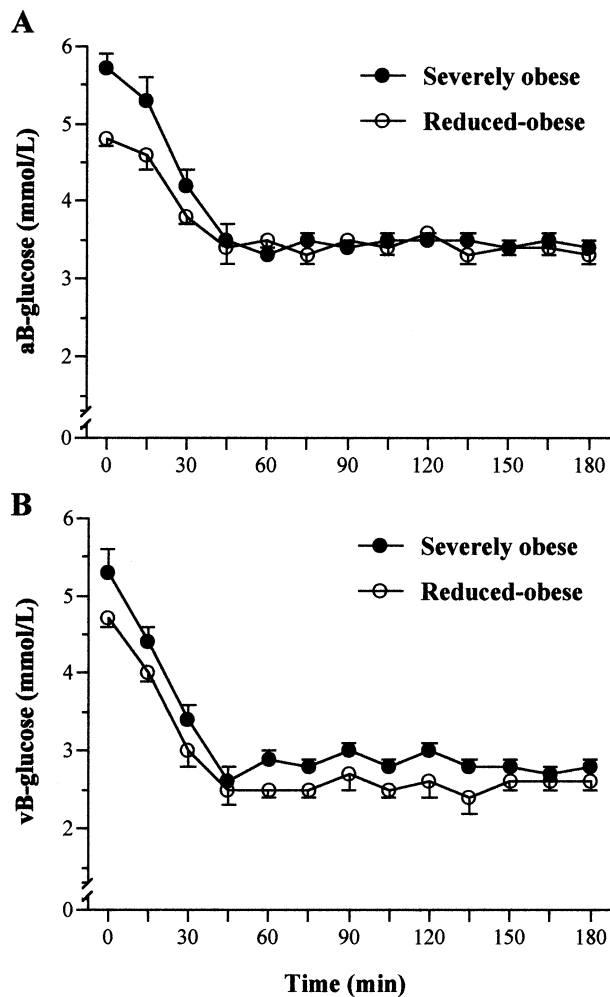 A
6
5
4
3
2
0
aB-glucose (mmol/L)
Severely obese
Reduced-obese
0 30 60 90 120 150 180
B
6
5
4
3
2
0
vB-glucose (mmol/L)
Severely obese
Reduced-obese
0 30 60 90 120 150 180
Time (min)